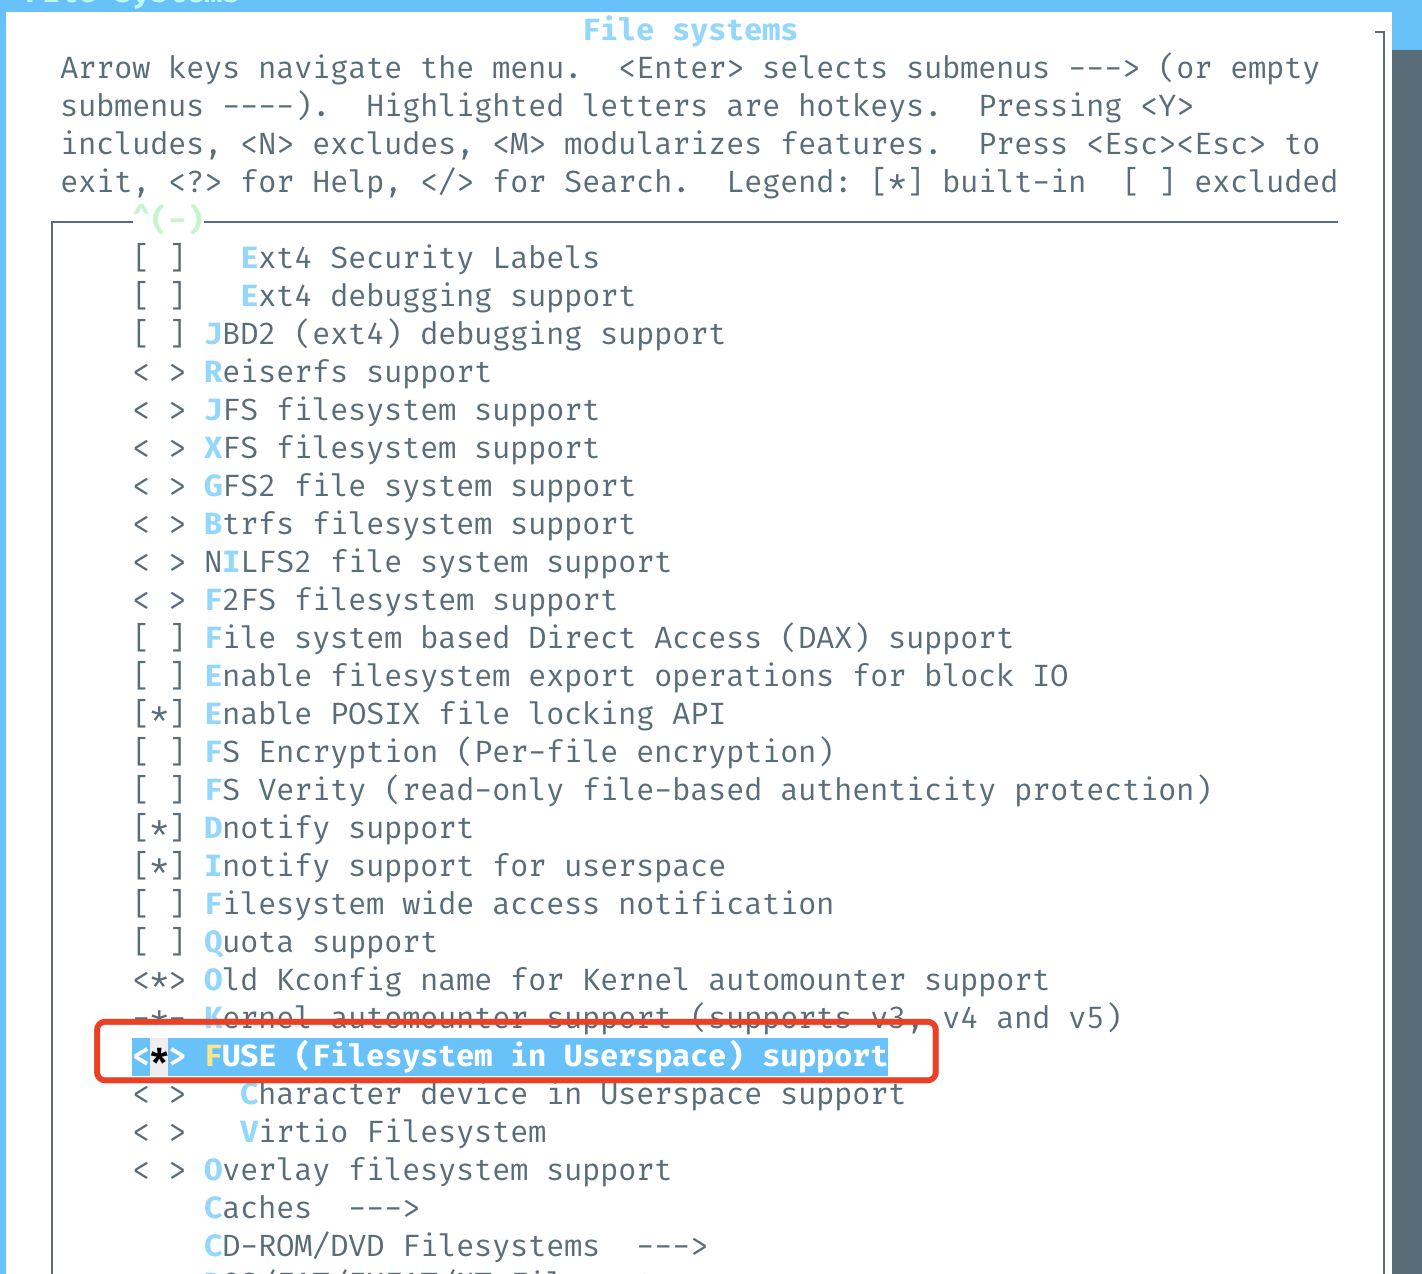 File systems
Arrow keys navigate the menu.  <Enter> selects submenus ---> (or empty
submenus ----).  Highlighted letters are hotkeys.  Pressing <Y>
includes, <N> excludes, <M> modularizes features.  Press <Esc><Esc> to
exit, <?> for Help, </> for Search.  Legend: [*] built-in  [ ] excluded
^(-)
[ ]   Ext4 Security Labels
[ ]   Ext4 debugging support
[ ] JBD2 (ext4) debugging support
< > Reiserfs support
< > JFS filesystem support
< > XFS filesystem support
< > GFS2 file system support
< > Btrfs filesystem support
< > NILFS2 file system support
< > F2FS filesystem support
[ ] File system based Direct Access (DAX) support
[ ] Enable filesystem export operations for block IO
[*] Enable POSIX file locking API
[ ] FS Encryption (Per-file encryption)
[ ] FS Verity (read-only file-based authenticity protection)
[*] Dnotify support
[*] Inotify support for userspace
[ ] Filesystem wide access notification
[ ] Quota support
<*> Old Kconfig name for Kernel automounter support
-*- Kernel automounter support (supports v3, v4 and v5)
<*> FUSE (Filesystem in Userspace) support
< >   Character device in Userspace support
< >   Virtio Filesystem
< > Overlay filesystem support
Caches  --->
CD-ROM/DVD Filesystems  --->